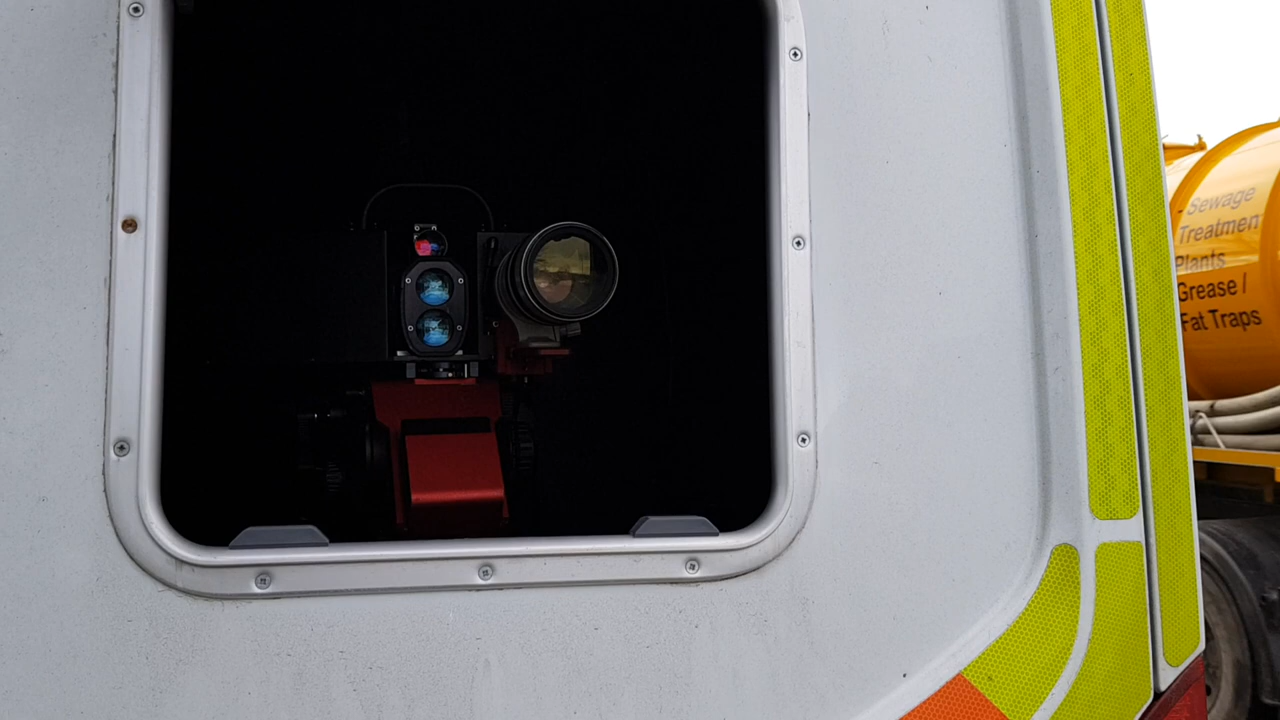 - Sewage
Treatment
Plants
Grease /
Fat Traps